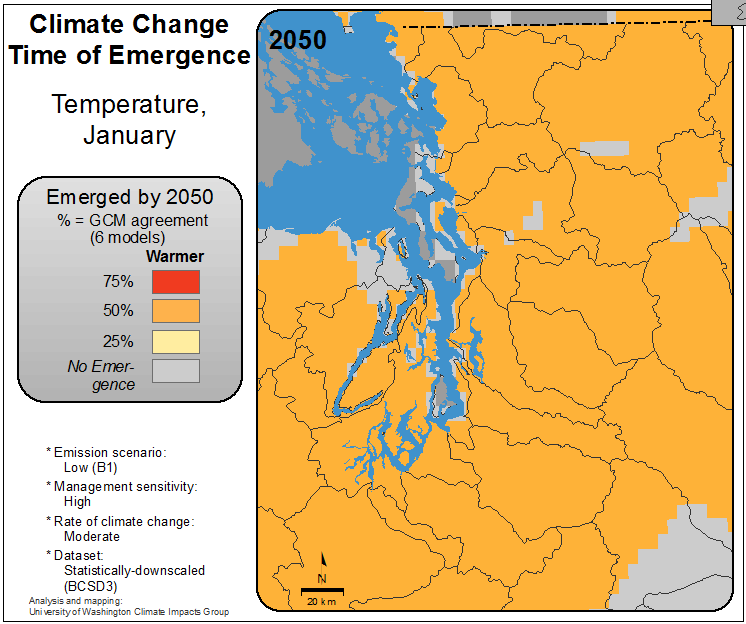 Climate Change
Time of Emergence
Temperature,
January
Emerged by 2050
% = GCM agreement
(6 models)
Warmer
75%
50%
25%
No Emer-
gence
* Emission scenario:
Low (B1)
* Management sensitivity:
High
* Rate of climate change:
Moderate
* Dataset:
Statistically-downscaled
(BCSD3)
Analysis and mapping:
University of Washington Climate Impacts Group
2050
N
20 km